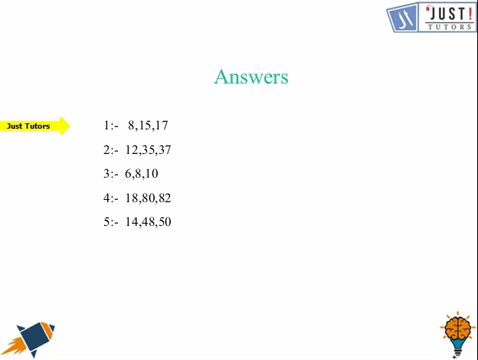 JUST!
TUTORS
Answers
Just Tutors
1:- 8,15,17
2:- 12,35,37
3:- 6,8,10
4:- 18,80,82
5:- 14,48,50